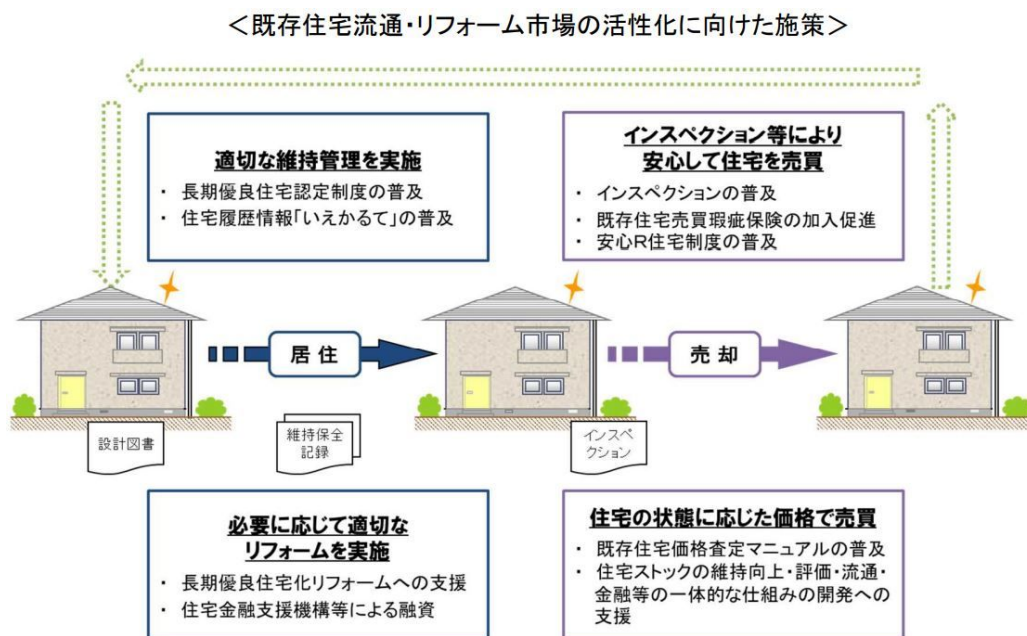 ＜既存住宅流通・リフォーム市場の活性化に向けた施策＞
適切な維持管理を実施
・ 長期優良住宅認定制度の普及
・ 住宅履歴情報「いえかるて」の普及
インスペクション等により
安心して住宅を売買
・ インスペクションの普及
・ 既存住宅売買瑕疵保険の加入促進
・ 安心R住宅制度の普及
居 住
売 却
設計図書
維持保全
記録
インスペ
クション
必要に応じて適切な
リフォームを実施
・ 長期優良住宅化リフォームへの支援
・ 住宅金融支援機構等による融資
住宅の状態に応じた価格で売買
・ 既存住宅価格査定マニュアルの普及
・ 住宅ストックの維持向上・評価・流通・
金融等の一体的な仕組みの開発への
支援